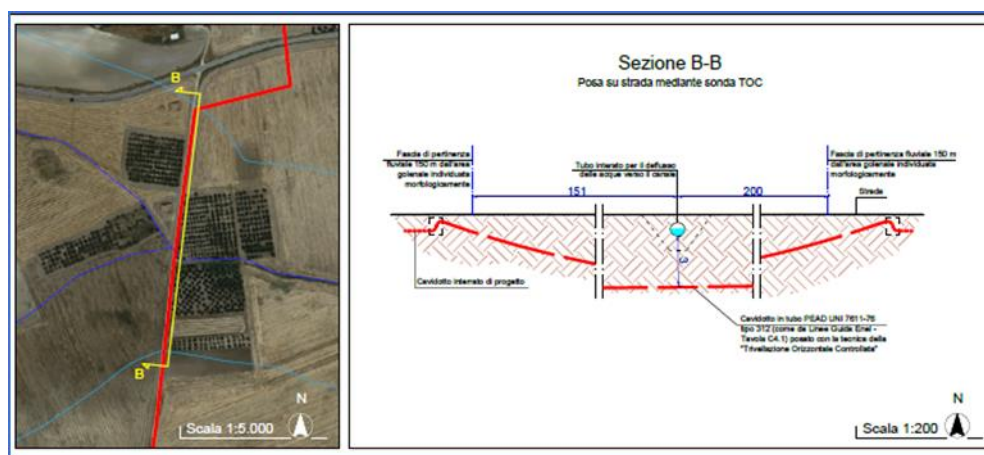 B
B
N
Scala 1:5.000
Sezione B-B
Posa su strada mediante sonda TOC
Fascia di pertinenza
fluviale 150 m dall'area
golenale individuata
morfologicamente
Tubo interrato per il deflusso
delle acque verso il canale
Fascia di pertinenza fluviale 150 m
dall'area golenale individuata
morfologicamente
Strada
151
200
3
Cavidotto interrato di progetto
Cavidotto in tubo PEAD UNI 7611-76
tipo 312 (come da Linee Guida Enel -
Tavola C4.1) posato con la tecnica della
"Trivellazione Orizzontale Controllata"
N
Scala 1:200